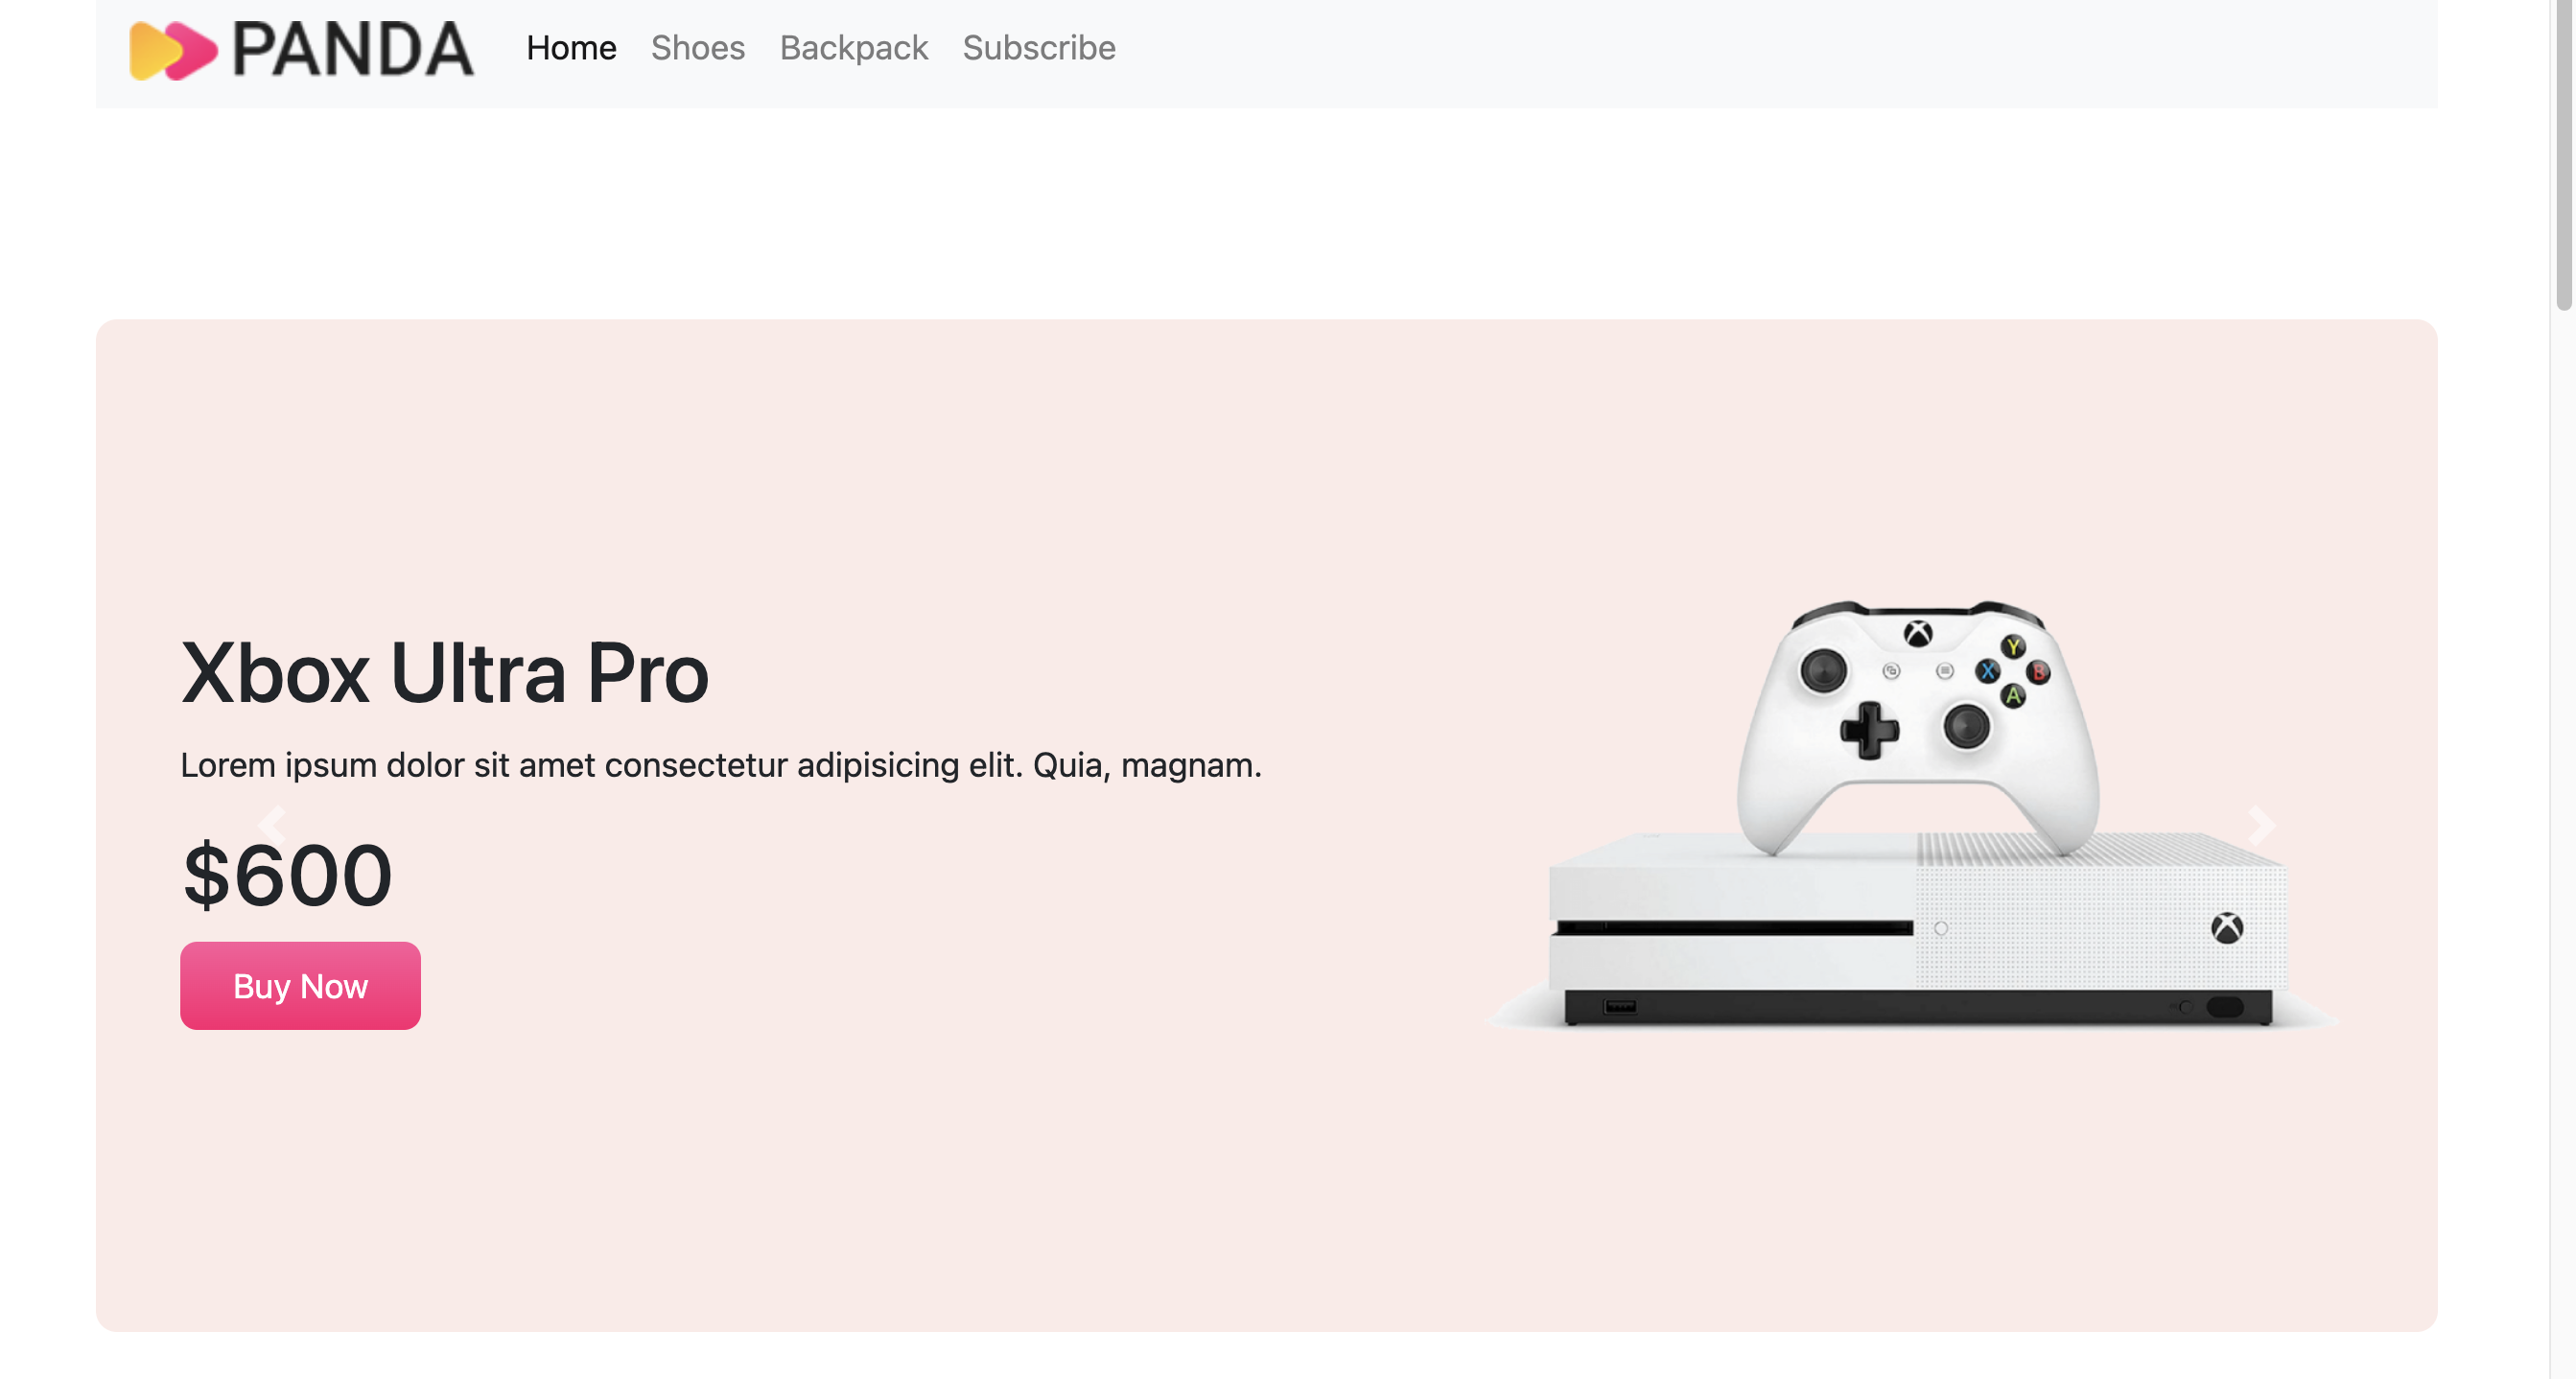 PANDA Home Shoes Backpack Subscribe
Xbox Ultra Pro
Lorem ipsum dolor sit amet consectetur adipisicing elit. Quia, magnam.
$600
Buy Now
Y
X B
A